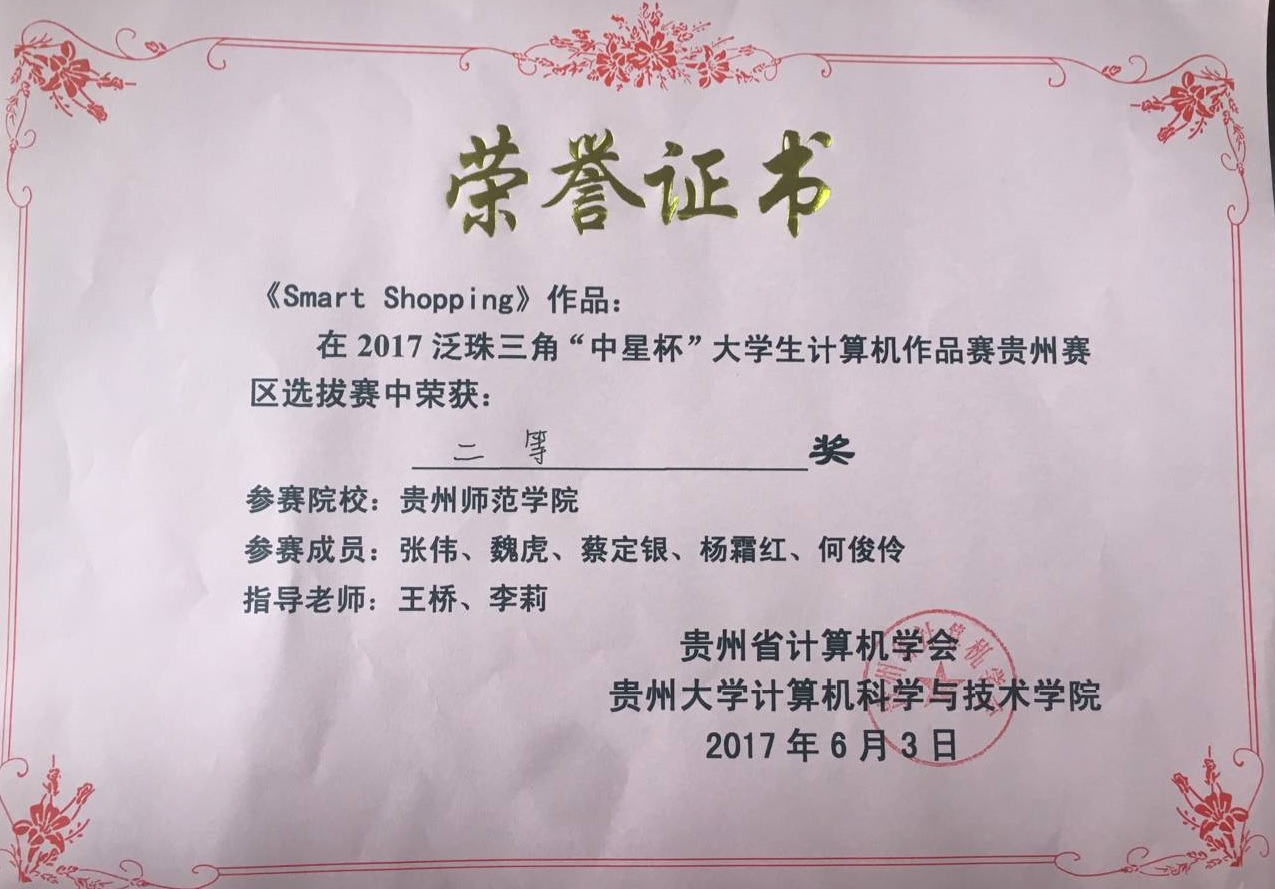 荣誉证书
《Smart Shopping》作品：
在2017泛珠三角“中星杯”大学生计算机作品赛贵州赛
区选拔赛中荣获：
二 等 奖
参赛院校：贵州师范学院
参赛成员：张伟、魏虎、蔡定银、杨霜红、何俊伶
指导老师：王桥、李莉
贵州省计算机学会
贵州大学计算机科学与技术学院
2017年6月3日